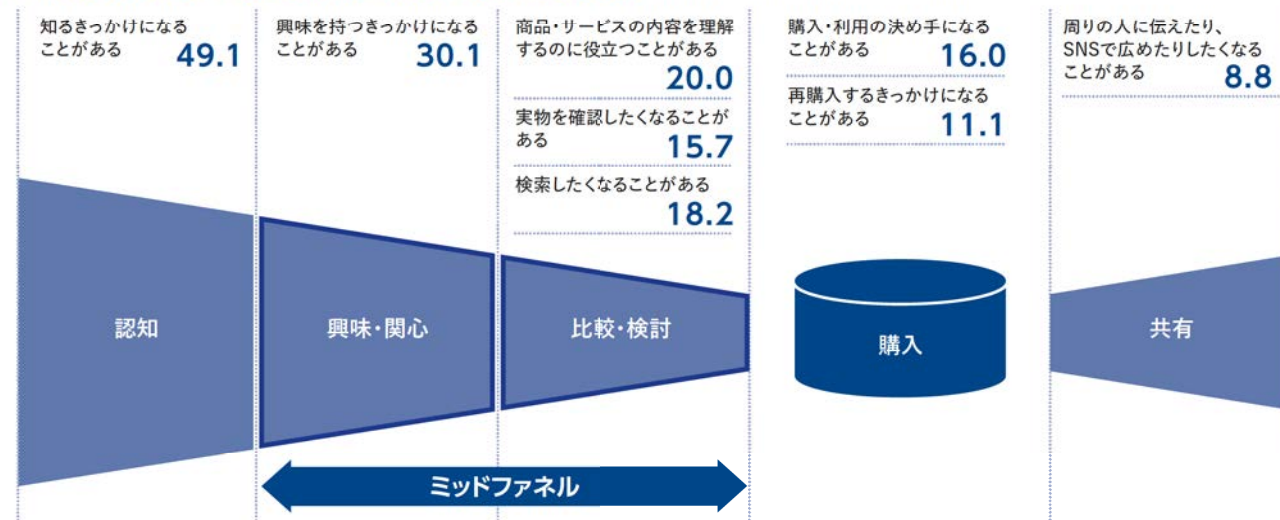 知るきっかけになる
ことがある 49.1
興味を持つきっかけになる
ことがある 30.1
商品・サービスの内容を理解
するのに役立つことがある
20.0
実物を確認したくなることが
ある 15.7
検索したくなることがある
18.2
購入・利用の決め手になる
ことがある 16.0
再購入するきっかけになる
ことがある 11.1
周りの人に伝えたり、
SNSで広めたりしたくなる
ことがある 8.8
認知
興味・関心
比較・検討
購入
共有
ミッドファネル